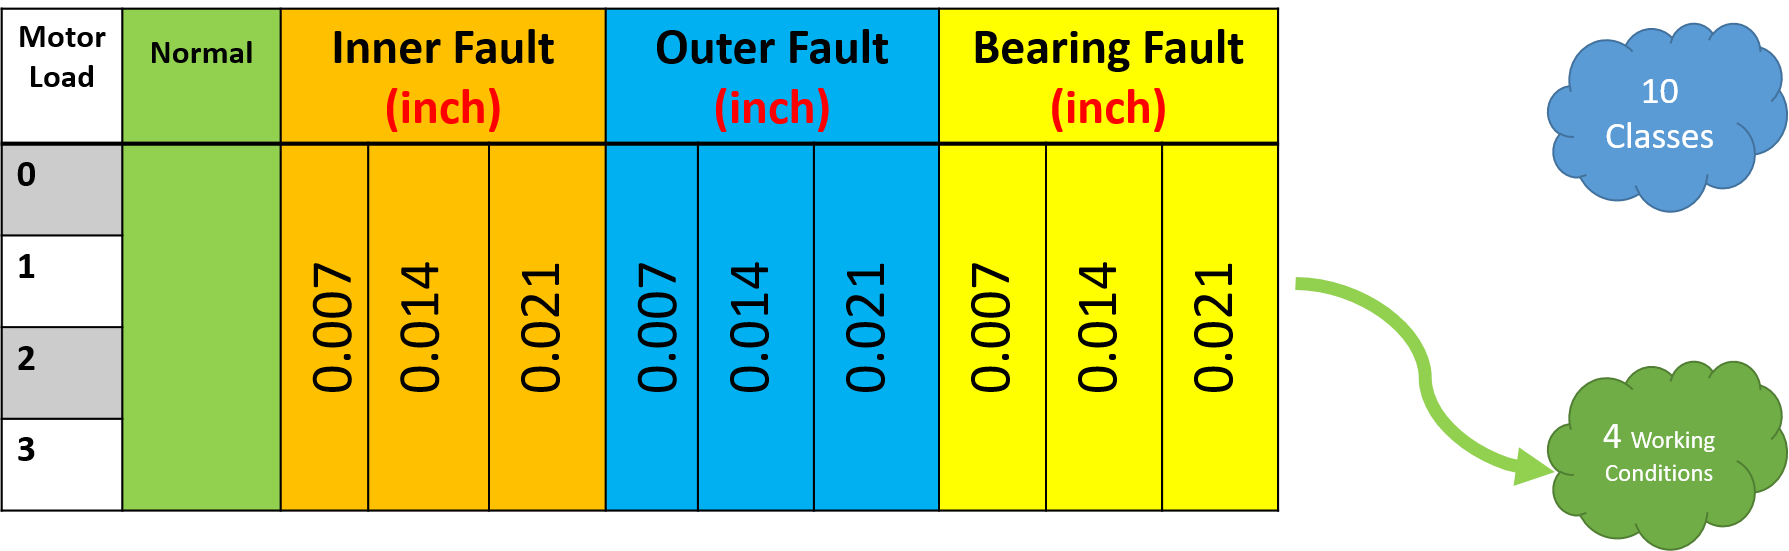 Motor
Load
Normal
Inner Fault
(inch)
Outer Fault
(inch)
Bearing Fault
(inch)
0
1
2
3
0.007
0.014
0.021
0.007
0.014
0.021
0.007
0.014
0.021
10
Classes
4 Working
Conditions